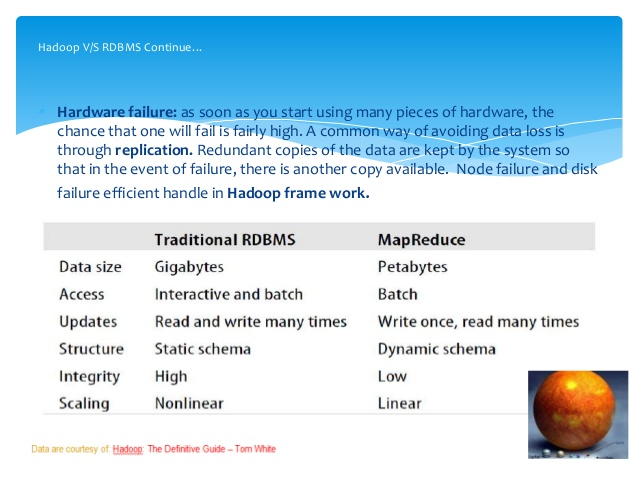 Hadoop V/S RDBMS Continue...
Hardware failure: as soon as you start using many pieces of hardware, the
chance that one will fail is fairly high. A common way of avoiding data loss is
through replication. Redundant copies of the data are kept by the system so
that in the event of failure, there is another copy available. Node failure and disk
failure efficient handle in Hadoop frame work.
Traditional RDBMS MapReduce
Data size Gigabytes Petabytes
Access Interactive and batch Batch
Updates Read and write many times Write once, read many times
Structure Static schema Dynamic schema
Integrity High Low
Scaling Nonlinear Linear
Data are courtesy of: Hadoop: The Definitive Guide – Tom White